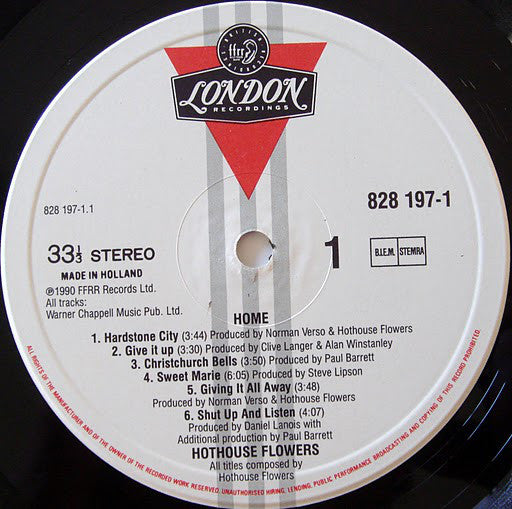 ffrr
LONDON
RECORDINGS
828 197-1.1
828 197-1
33⅓ STEREO
MADE IN HOLLAND
1
B.I.E.M. STEMRA
℗1990 FFRR Records Ltd.
All tracks:
Warner Chappell Music Pub. Ltd.
HOME
1. Hardstone City (3:44) Produced by Norman Verso & Hothouse Flowers
2. Give it up (3:30) Produced by Clive Langer & Alan Winstanley
3. Christchurch Bells (3:50) Produced by Paul Barrett
4. Sweet Marie (6:05) Produced by Steve Lipson
5. Giving It All Away (3:48)
Produced by Norman Verso & Hothouse Flowers
6. Shut Up And Listen (4:07)
Produced by Daniel Lanois with
Additional production by Paul Barrett
HOTHOUSE FLOWERS
All titles composed by
Hothouse Flowers
ALL RIGHTS OF THE MANUFACTURER AND OF THE OWNER OF THE RECORDED WORK RESERVED. UNAUTHORISED HIRING, LENDING, PUBLIC PERFORMANCE BROADCASTING AND COPYING OF THIS RECORD PROHIBITED.